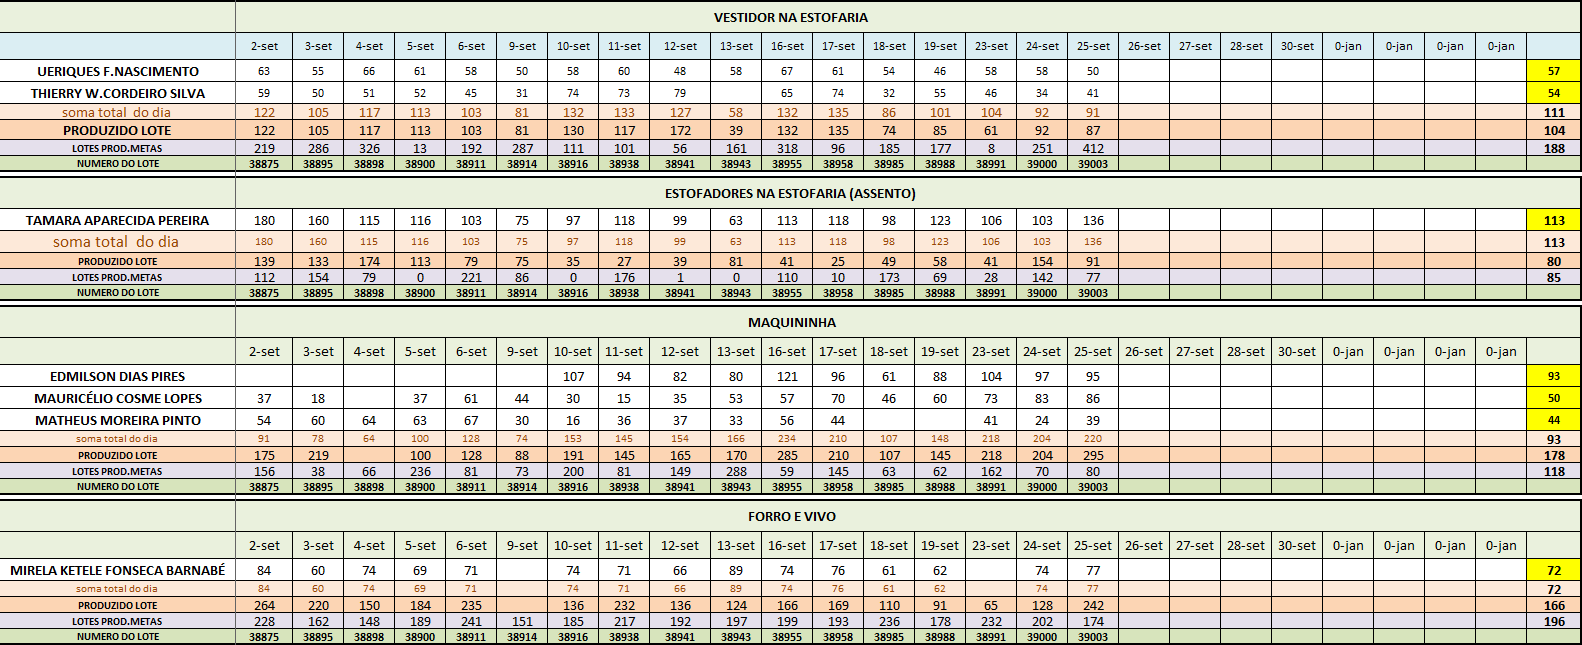 VESTIDOR NA ESTOFARIA
2-set 3-set 4-set 5-set 6-set 9-set 10-set 11-set 12-set 13-set 16-set 17-set 18-set 19-set 23-set 24-set 25-set 26-set 27-set 28-set 30-set 0-jan 0-jan 0-jan 0-jan
UERIQUES F.NASCIMENTO 63 55 66 61 58 50 58 60 48 58 67 61 54 46 58 58 50 57
THIERRY W.CORDEIRO SILVA 59 50 51 52 45 31 74 73 79 65 74 32 55 46 34 41 54
soma total do dia 122 105 117 113 103 81 132 133 127 58 132 135 86 101 104 92 91 111
PRODUZIDO LOTE 122 105 117 113 103 81 130 117 172 39 132 135 74 85 61 92 87 104
LOTES PROD.METAS 219 286 326 13 192 287 111 101 56 161 318 96 185 177 8 251 412 188
NUMERO DO LOTE 38875 38895 38898 38900 38911 38914 38916 38938 38941 38943 38955 38958 38985 38988 38991 39000 39003
ESTOFADORES NA ESTOFARIA (ASSENTO)
TAMARA APARECIDA PEREIRA 180 160 115 116 103 75 97 118 99 63 113 118 98 123 106 103 136 113
soma total do dia 180 160 115 116 103 75 97 118 99 63 113 118 98 123 106 103 136 113
PRODUZIDO LOTE 139 133 174 113 79 75 35 27 39 81 41 25 49 58 41 154 91 80
LOTES PROD.METAS 112 154 79 0 221 86 0 176 1 0 110 10 173 69 28 142 77 85
NUMERO DO LOTE 38875 38895 38898 38900 38911 38914 38916 38938 38941 38943 38955 38958 38985 38988 38991 39000 39003
MAQUININHA
2-set 3-set 4-set 5-set 6-set 9-set 10-set 11-set 12-set 13-set 16-set 17-set 18-set 19-set 23-set 24-set 25-set 26-set 27-set 28-set 30-set 0-jan 0-jan 0-jan 0-jan
EDMILSON DIAS PIRES 107 94 82 80 121 96 61 88 104 97 95 93
MAURICÉLIO COSME LOPES 37 18 37 61 44 30 15 35 53 57 70 46 60 73 83 86 50
MATHEUS MOREIRA PINTO 54 60 64 63 67 30 16 36 37 33 56 44 41 24 39 44
soma total do dia 91 78 64 100 128 74 153 145 154 166 234 210 107 148 218 204 220 93
PRODUZIDO LOTE 175 219 100 128 88 191 145 165 170 285 210 107 145 218 204 295 178
LOTES PROD.METAS 156 38 66 236 81 73 200 81 149 288 59 145 63 62 162 70 80 118
NUMERO DO LOTE 38875 38895 38898 38900 38911 38914 38916 38938 38941 38943 38955 38958 38985 38988 38991 39000 39003
FORRO E VIVO
2-set 3-set 4-set 5-set 6-set 9-set 10-set 11-set 12-set 13-set 16-set 17-set 18-set 19-set 23-set 24-set 25-set 26-set 27-set 28-set 30-set 0-jan 0-jan 0-jan 0-jan
MIRELA KETELE FONSECA BARNABÉ 84 60 74 69 71 74 71 66 89 74 76 61 62 74 77 72
soma total do dia 84 60 74 69 71 74 71 66 89 74 76 61 62 74 77 72
PRODUZIDO LOTE 264 220 150 184 235 136 232 136 124 166 169 110 91 65 128 242 166
LOTES PROD.METAS 228 162 148 189 241 151 185 217 192 197 199 193 236 178 232 202 174 196
NUMERO DO LOTE 38875 38895 38898 38900 38911 38914 38916 38938 38941 38943 38955 38958 38985 38988 38991 39000 39003